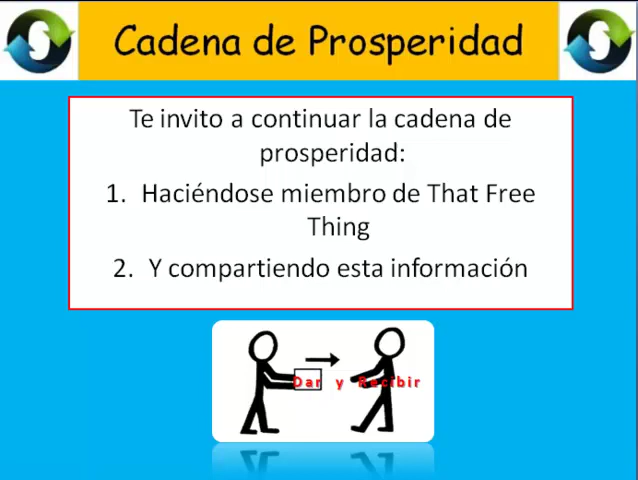 Cadena de Prosperidad
Te invito a continuar la cadena de
prosperidad:
1. Haciéndose miembro de That Free
Thing
2. Y compartiendo esta información
Dar y Recibir